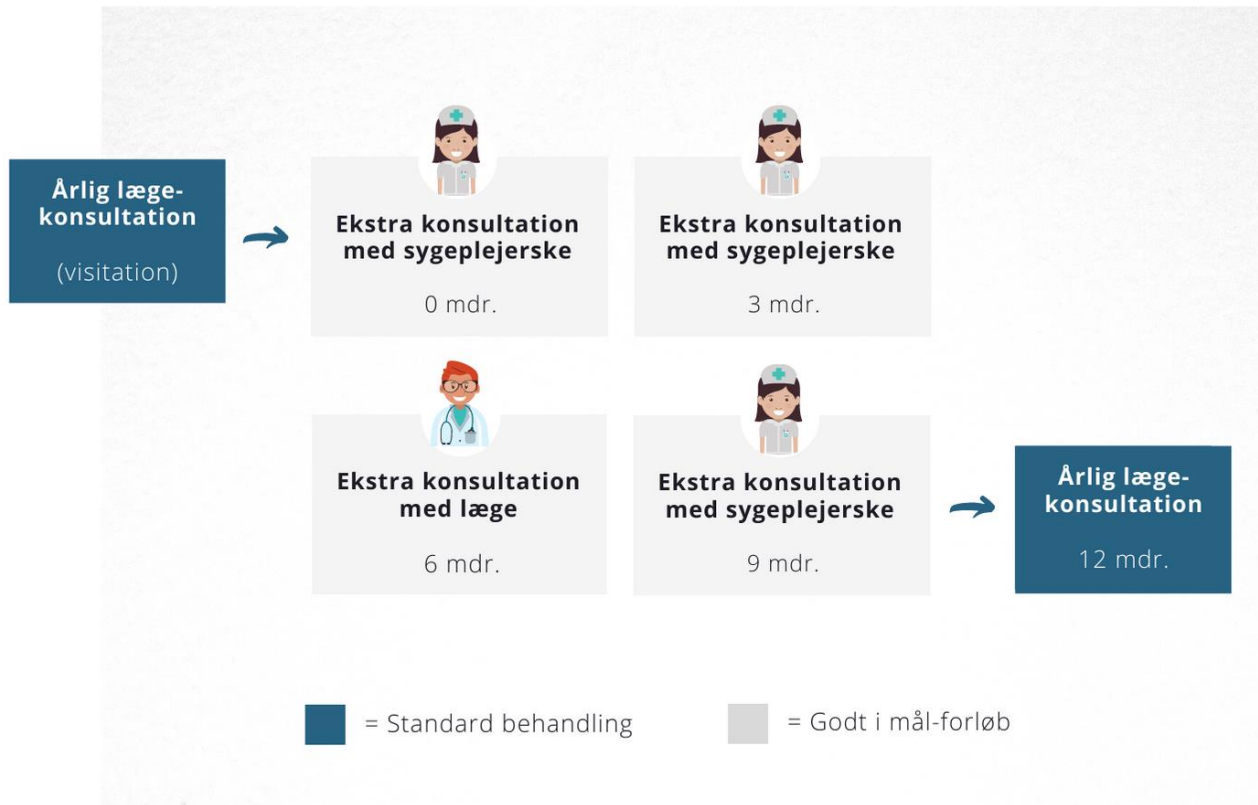 Årlig læge-
konsultation
(visitation)
Ekstra konsultation
med sygeplejerske
0 mdr.
Ekstra konsultation
med sygeplejerske
3 mdr.
Ekstra konsultation
med læge
6 mdr.
Ekstra konsultation
med sygeplejerske
9 mdr.
Årlig læge-
konsultation
12 mdr.
= Standard behandling
= Godt i mål-forløb